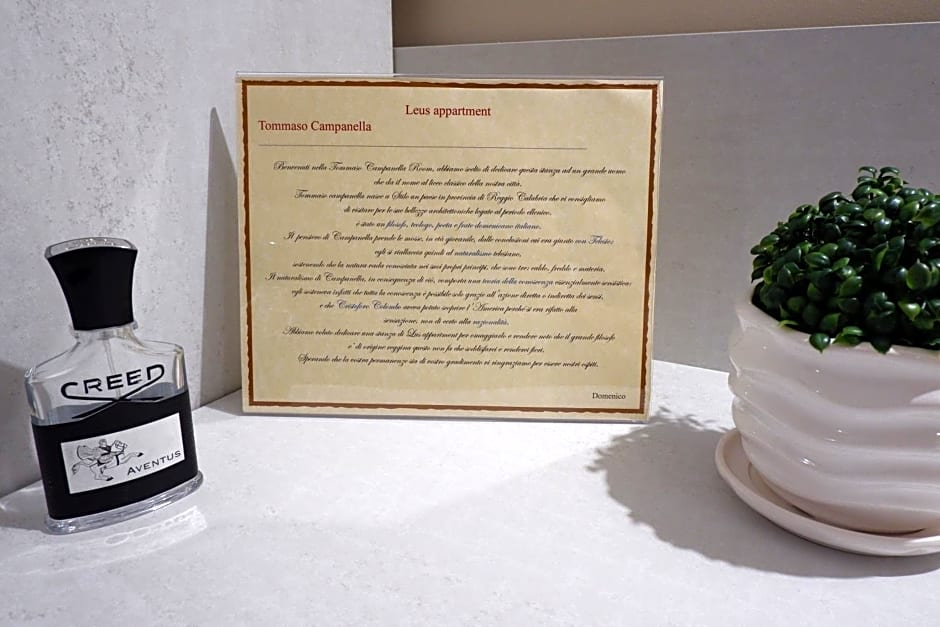 Leus appartment
Tommaso Campanella
Benvenuti nella Tommaso Campanella Room, abbiamo scelto di dedicare questa stanza ad un grande uomo
che da il nome al liceo classico della nostra città.
Tommaso campanella nasce a Stilo un paese in provincia di Reggio Calabria che vi consigliamo
di visitare per le sue bellezze architettoniche legate al periodo ellenico.
è stato un filosofo, teologo, poeta e frate domenicano italiano.
Il pensiero di Campanella prende le mosse, in età giovanile, dalle conclusioni cui era giunto con Telesio;
egli si riallaccia quindi al naturalismo telesiano,
sostenendo che la natura vada conosciuta nei suoi propri principi, che sono tre: caldo, freddo e materia.
Il naturalismo di Campanella, in conseguenza di ciò, comporta una teoria della conoscenza essenzialmente sensistica:
egli sosteneva infatti che tutta la conoscenza è possibile solo grazie all'azione diretta o indiretta dei sensi,
e che Cristoforo Colombo aveva potuto scoprire l'America perché si era rifatto alla
sensazione, non di certo alla razionalità.
Abbiamo voluto dedicare una stanza di Lus appartment per omaggiarlo e rendere noto che il grande filosofo
e' di origine reggina questo non fa che soddisfarci e renderci fieri.
Sperando che la vostra permanenza sia di vostro gradimento vi ringraziamo per essere nostri ospiti.
Domenico
CREED
AVENTUS